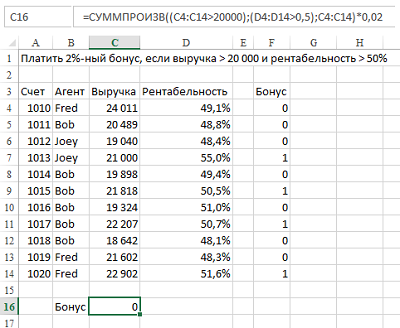 C16 =СУММПРОИЗВ((C4:C14>20000);(D4:D14>0,5);C4:C14)*0,02
A B C D E F G H
1 Платить 2%-ный бонус, если выручка > 20 000 и рентабельность > 50%
2
3 Счет Агент Выручка Рентабельность Бонус
4 1010 Fred 24 011 49,1% 0
5 1011 Bob 20 489 48,8% 0
6 1012 Joey 19 040 48,4% 0
7 1013 Joey 21 000 55,0% 1
8 1014 Bob 19 898 49,4% 0
9 1015 Bob 21 818 50,5% 1
10 1016 Bob 19 324 51,0% 0
11 1017 Bob 22 207 50,7% 1
12 1018 Bob 18 642 48,1% 0
13 1019 Fred 21 602 48,3% 0
14 1020 Fred 22 902 51,6% 1
15
16 Бонус 0
17